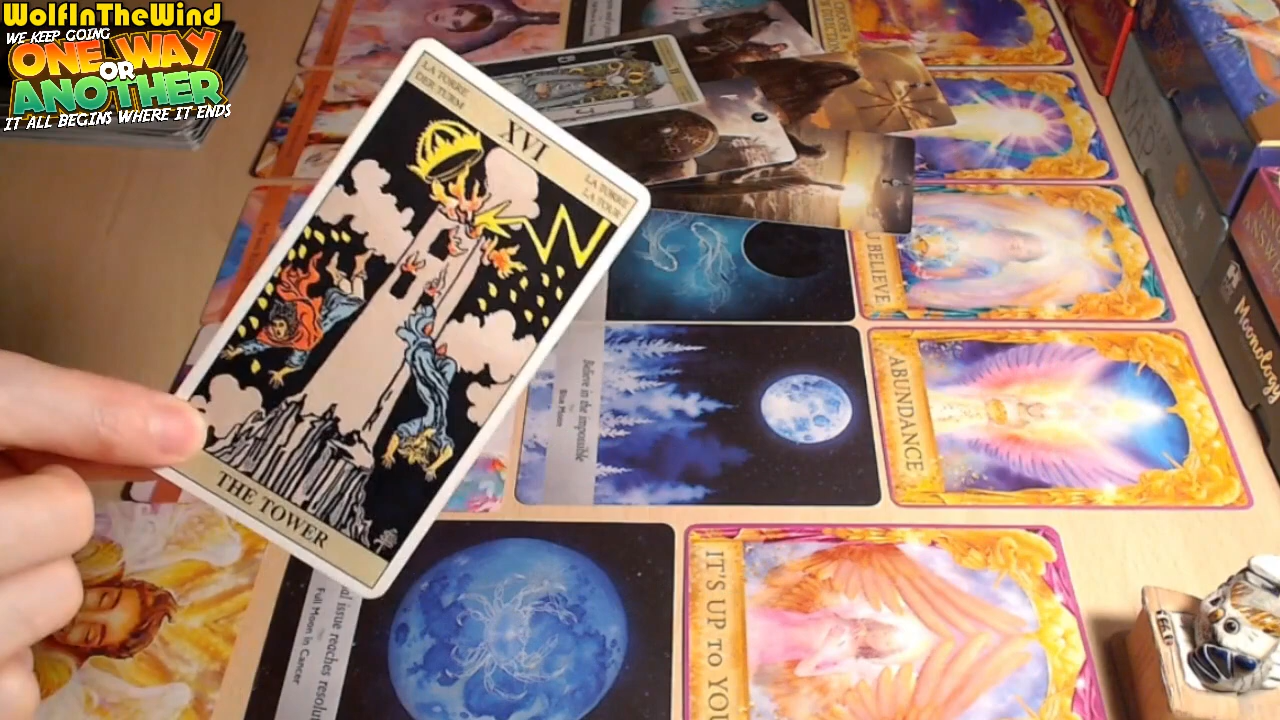 WolfInTheWind
WE KEEP GOING
ONE WAY
OR
ANOTHER
IT ALL BEGINS WHERE IT ENDS
LA TORRE
DER TURM
XVI
LA TORRE
LA TOUR
THE TOWER
BELIEVE
Believe in the impossible
Blue Moon
ABUNDANCE
issue reaches
Full Moon in Cancer
IT'S UP TO YOU
Moonology